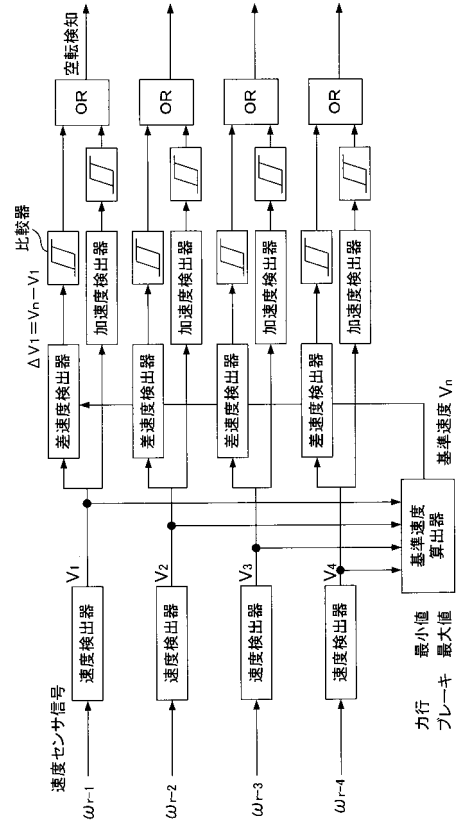 速度センサ信号
ωr-1
速度検出器
V1
差速度検出器
ΔV1=Vn−V1
比較器
加速度検出器
OR
空転検知
ωr-2
速度検出器
V2
差速度検出器
加速度検出器
OR
ωr-3
速度検出器
V3
差速度検出器
加速度検出器
OR
ωr-4
速度検出器
V4
差速度検出器
加速度検出器
OR
力行 最小値
ブレーキ 最大値
基準速度
算出器
基準速度 Vn